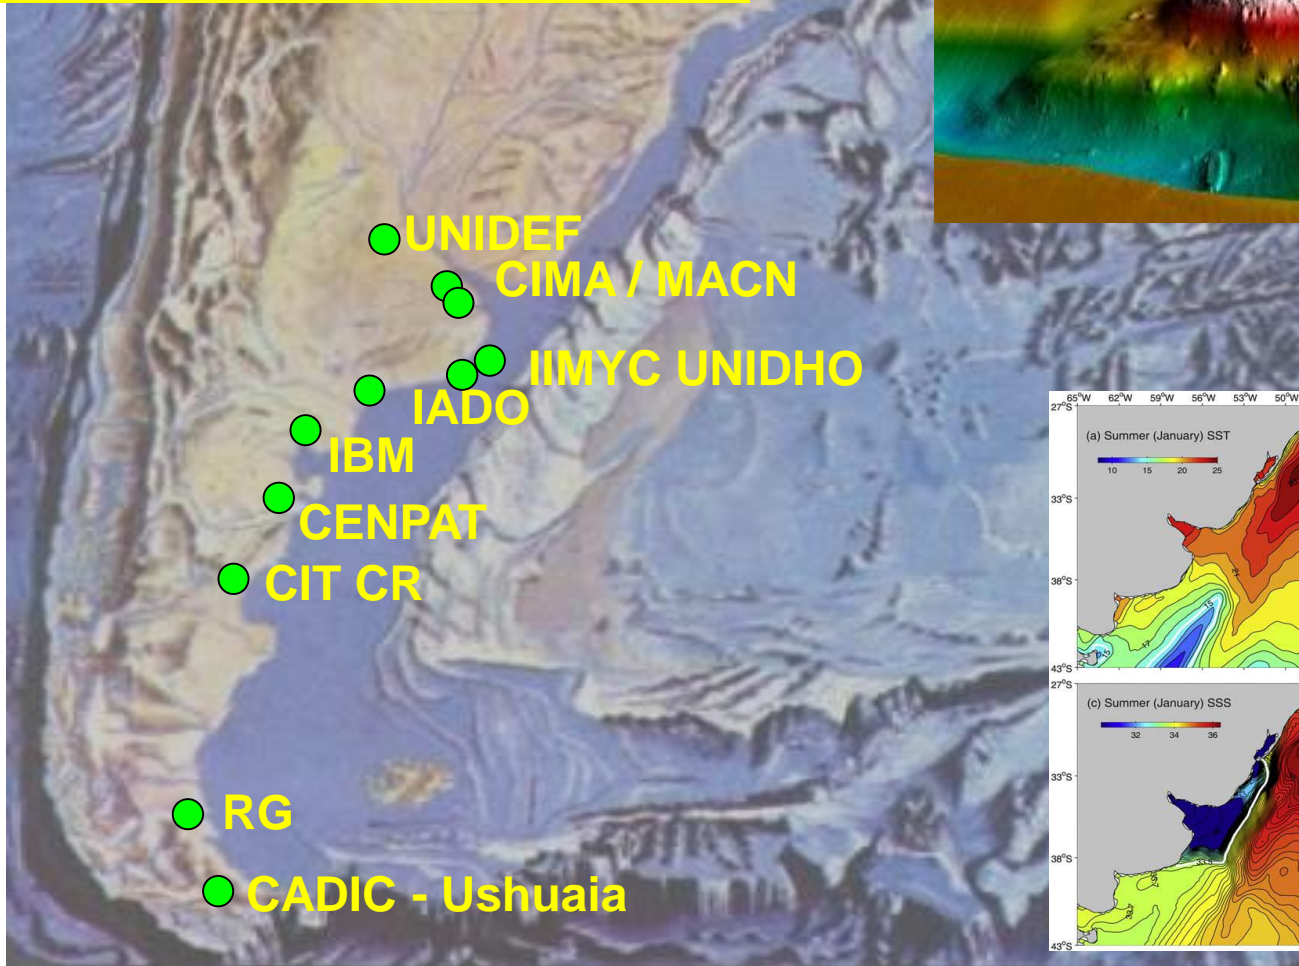 UNIDEF
CIMA / MACN
IIMYC UNIDHO
IADO
IBM
CENPAT
CIT CR
RG
CADIC - Ushuaia
65°W 62°W 59°W 56°W 53°W 50°W
27°S
(a) Summer (January) SST
10 15 20 25
33°S
38°S
43°S
27°S
(c) Summer (January) SSS
32 34 36
33°S
38°S
43°S